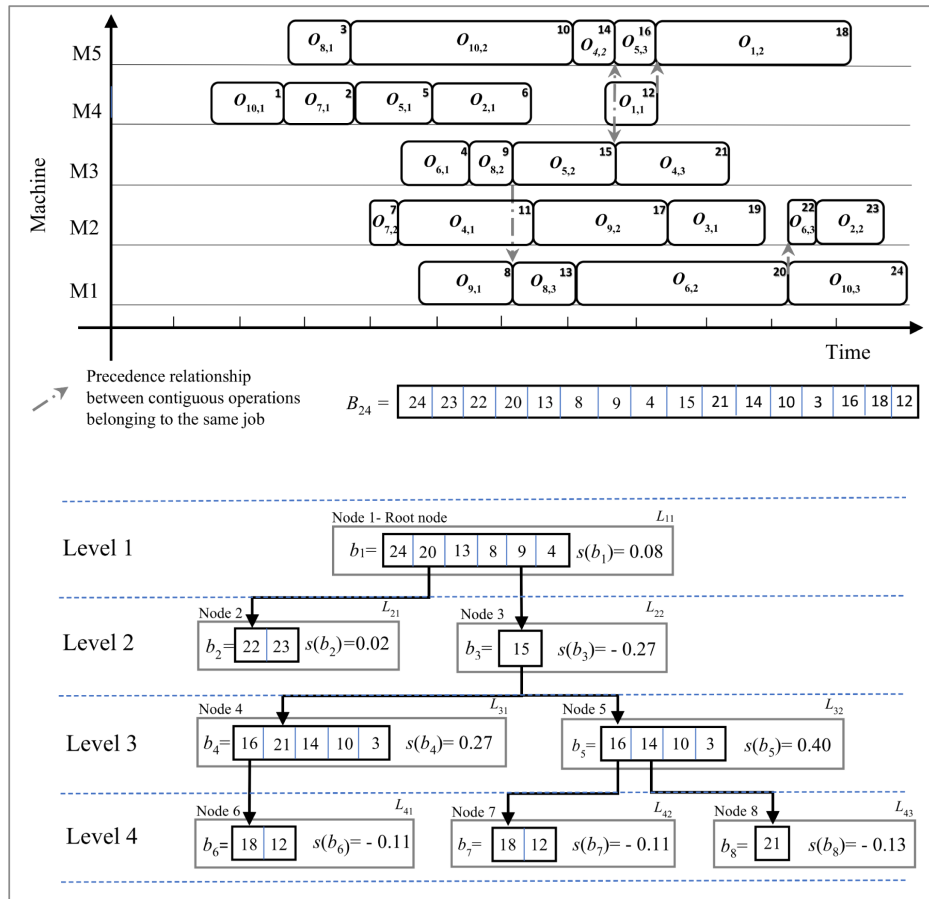 M5
O8,1 3
O10,2 10
O4,2 14
O5,3 16
O1,2 18
M4
O10,1 1
O7,1 2
O5,1 5
O2,1 6
O1,1 12
M3
O6,1 4
O8,2 9
O5,2 15
O4,3 21
M2
O7,2 7
O4,1 11
O9,2 17
O3,1 19
O6,3 22
O2,2 23
M1
O9,1 8
O8,3 13
O6,2 20
O10,3 24
Machine
Time
Precedence relationship
between contiguous operations
belonging to the same job
B24 = 24 23 22 20 13 8 9 4 15 21 14 10 3 16 18 12
Level 1
Node 1- Root node L11
b1= 24 20 13 8 9 4 s(b1)= 0.08
Level 2
Node 2 L21
b2= 22 23 s(b2)=0.02
Node 3 L22
b3= 15 s(b3)= - 0.27
Level 3
Node 4 L31
b4= 16 21 14 10 3 s(b4)= 0.27
Node 5 L32
b5= 16 14 10 3 s(b5)= 0.40
Level 4
Node 6 L41
b6= 18 12 s(b6)= - 0.11
Node 7 L42
b7= 18 12 s(b7)= - 0.11
Node 8 L43
b8= 21 s(b8)= - 0.13